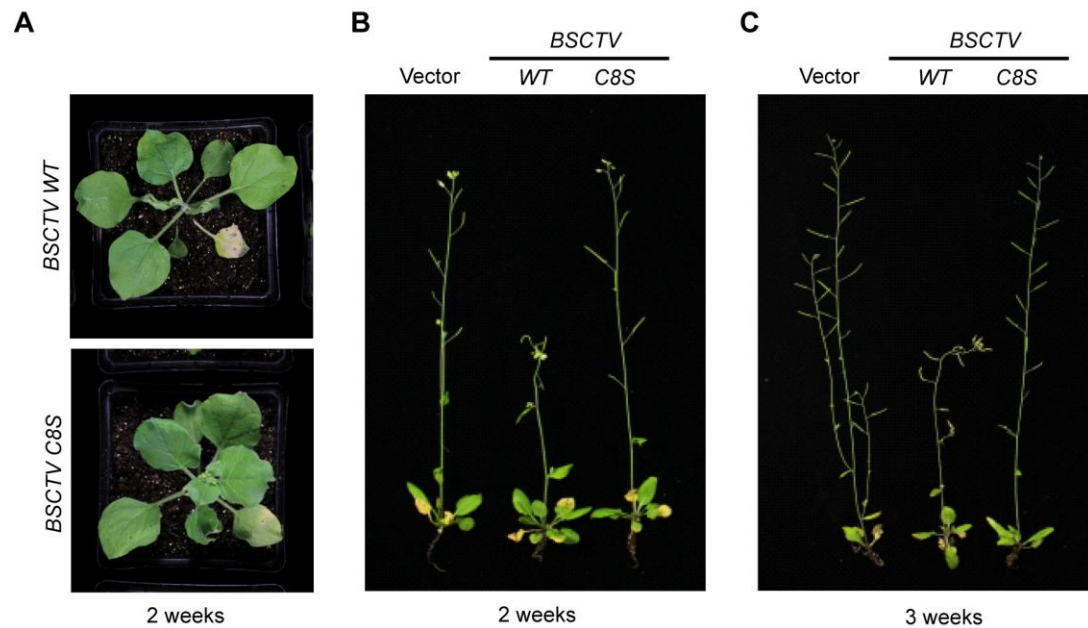 A
BSCTV WT
BSCTV C8S
2 weeks
B
BSCTV
Vector WT C8S
2 weeks
C
BSCTV
Vector WT C8S
3 weeks